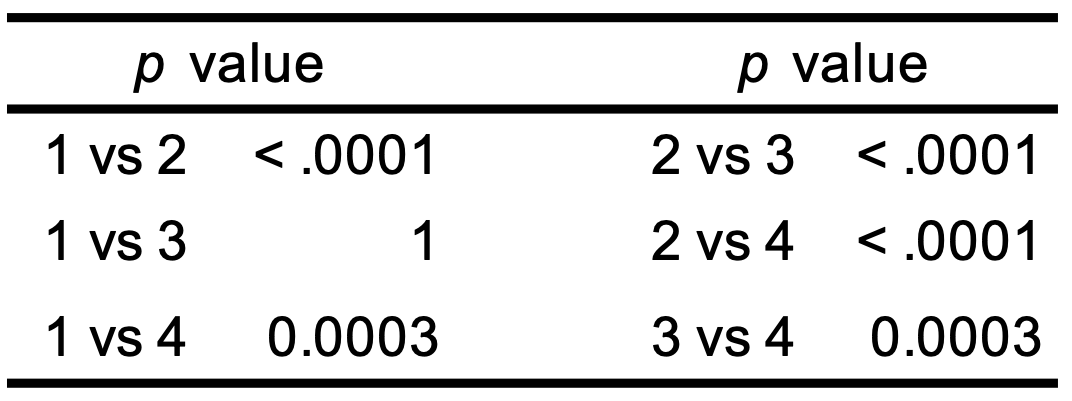 p value p value
1 vs 2 < .0001 2 vs 3 < .0001
1 vs 3 1 2 vs 4 < .0001
1 vs 4 0.0003 3 vs 4 0.0003